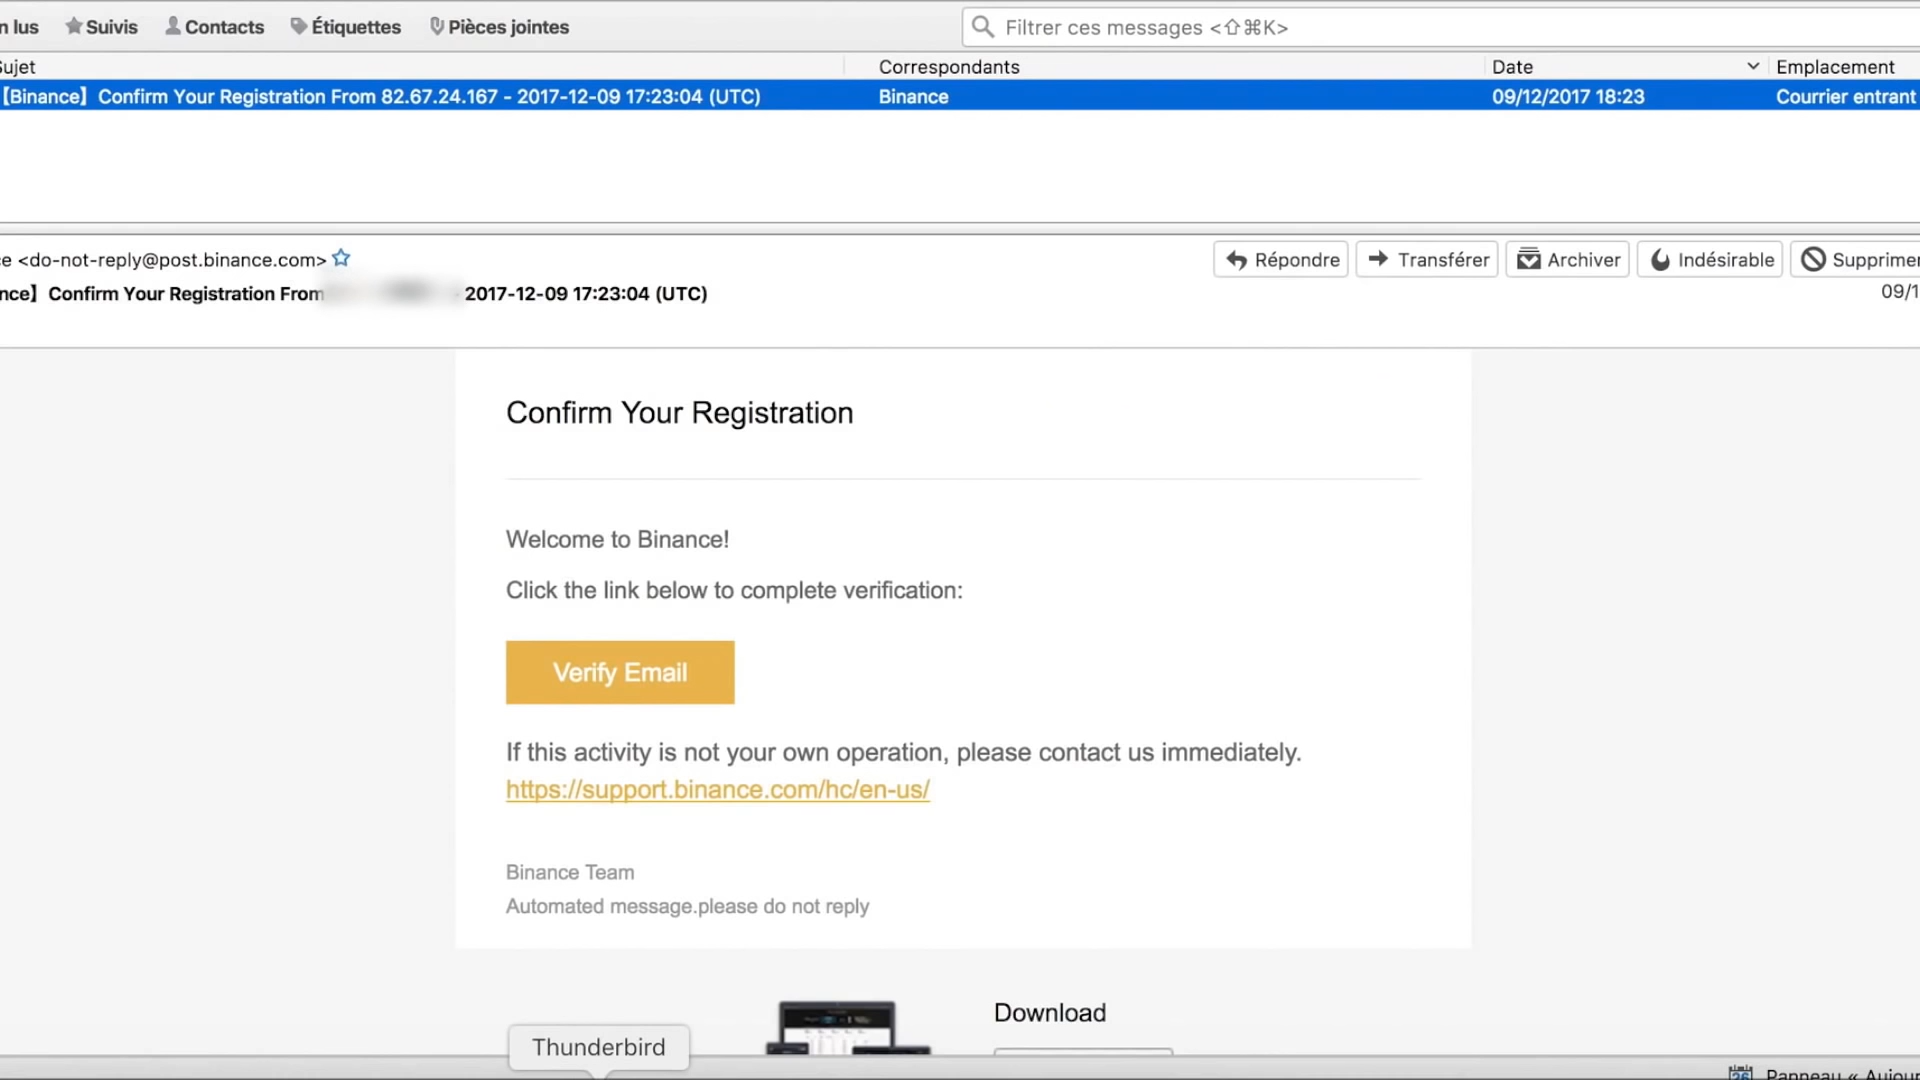 n lus Suivis Contacts Étiquettes Pièces jointes Filtrer ces messages <⇧⌘K>
Sujet Correspondants Date Emplacement
【Binance】Confirm Your Registration From 82.67.24.167 - 2017-12-09 17:23:04 (UTC) Binance 09/12/2017 18:23 Courrier entrant
ce <do-not-reply@post.binance.com> Répondre Transférer Archiver Indésirable Supprimer
nce】Confirm Your Registration From 2017-12-09 17:23:04 (UTC) 09/1
Confirm Your Registration
Welcome to Binance!
Click the link below to complete verification:
Verify Email
If this activity is not your own operation, please contact us immediately.
https://support.binance.com/hc/en-us/
Binance Team
Automated message.please do not reply
Download
Thunderbird
26 Panneau « Aujour